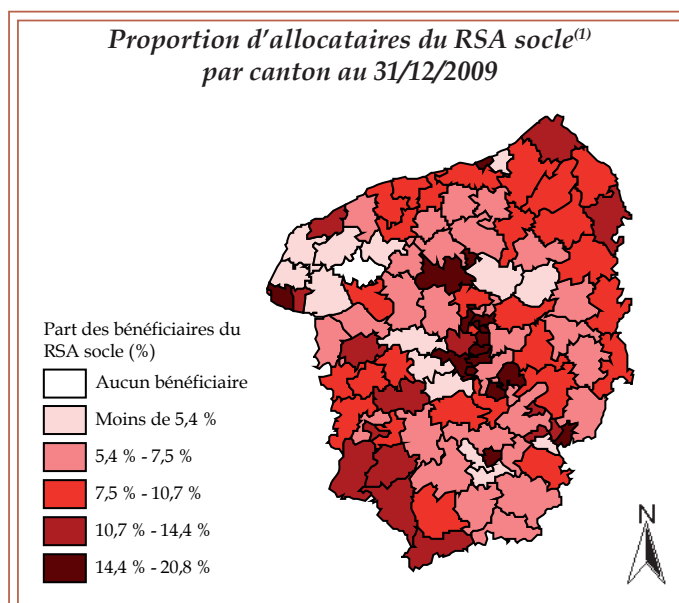 Proportion d’allocataires du RSA socle(1)
par canton au 31/12/2009
Part des bénéficiaires du
RSA socle (%)
Aucun bénéficiaire
Moins de 5,4 %
5,4 % - 7,5 %
7,5 % - 10,7 %
10,7 % - 14,4 %
14,4 % - 20,8 %
N